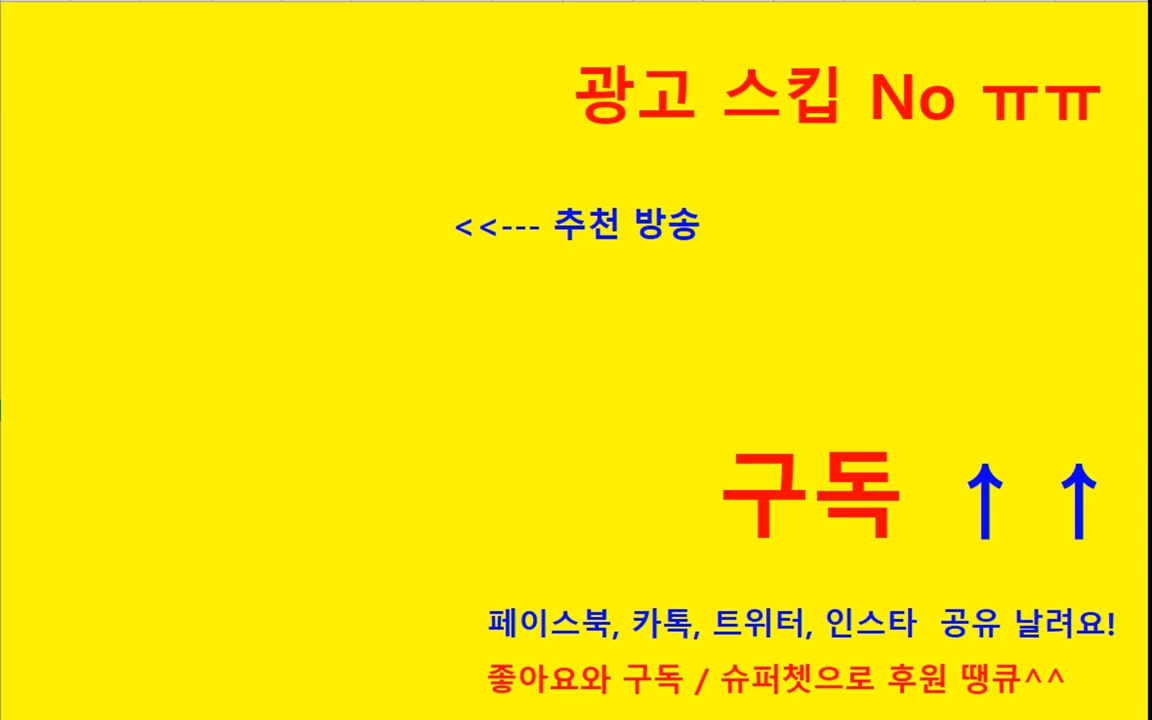 광고 스킵 No ㅠㅠ
<<--- 추천 방송
구독 ↑ ↑
페이스북, 카톡, 트위터, 인스타 공유 날려요!
좋아요와 구독 / 슈퍼쳇으로 후원 땡큐^^